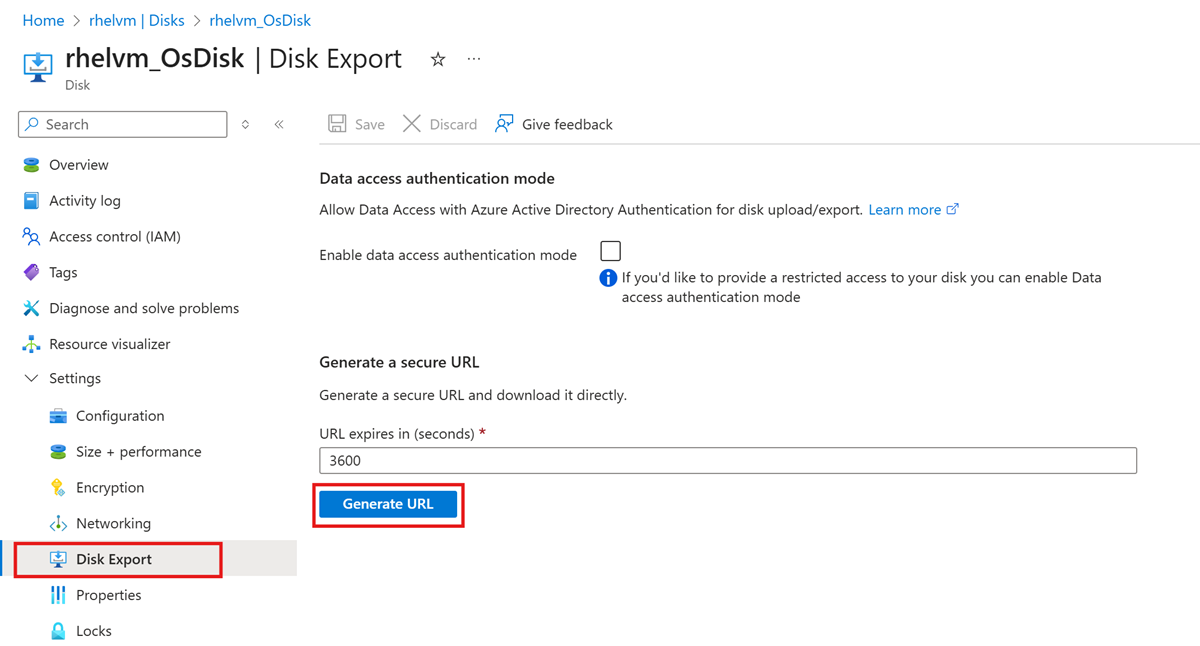 Home > rhelvm | Disks > rhelvm_OsDisk
rhelvm_OsDisk | Disk Export
Disk
Search
Save
Discard
Give feedback
Overview
Activity log
Access control (IAM)
Tags
Diagnose and solve problems
Resource visualizer
Settings
Configuration
Size + performance
Encryption
Networking
Disk Export
Properties
Locks
Data access authentication mode
Allow Data Access with Azure Active Directory Authentication for disk upload/export. Learn more
Enable data access authentication mode
If you'd like to provide a restricted access to your disk you can enable Data
access authentication mode
Generate a secure URL
Generate a secure URL and download it directly.
URL expires in (seconds) *
3600
Generate URL